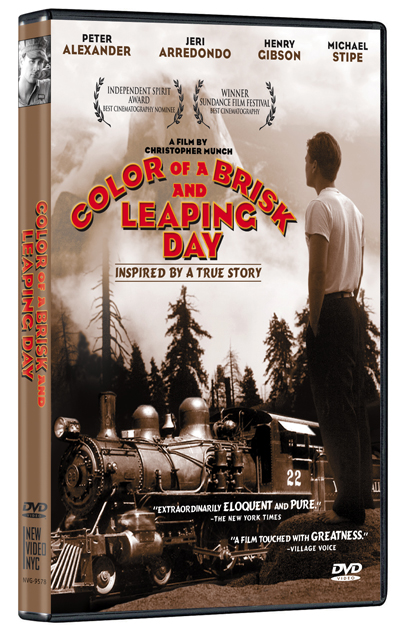 PETER
ALEXANDER
JERI
ARREDONDO
HENRY
GIBSON
MICHAEL
STIPE
INDEPENDENT SPIRIT
AWARD
BEST CINEMATOGRAPHY NOMINEE
WINNER
SUNDANCE FILM FESTIVAL
BEST CINEMATOGRAPHY
A FILM BY
CHRISTOPHER MUNCH
COLOR OF A BRISK
AND
LEAPING
DAY
INSPIRED BY A TRUE STORY
22
"EXTRAORDINARILY ELOQUENT AND PURE."
–THE NEW YORK TIMES
"A FILM TOUCHED WITH GREATNESS."
–VILLAGE VOICE
DVD
VIDEO
COLOR OF A BRISK AND
LEAPING DAY
DVD
VIDEO
NEW
VIDEO
NYC
NVG-9578